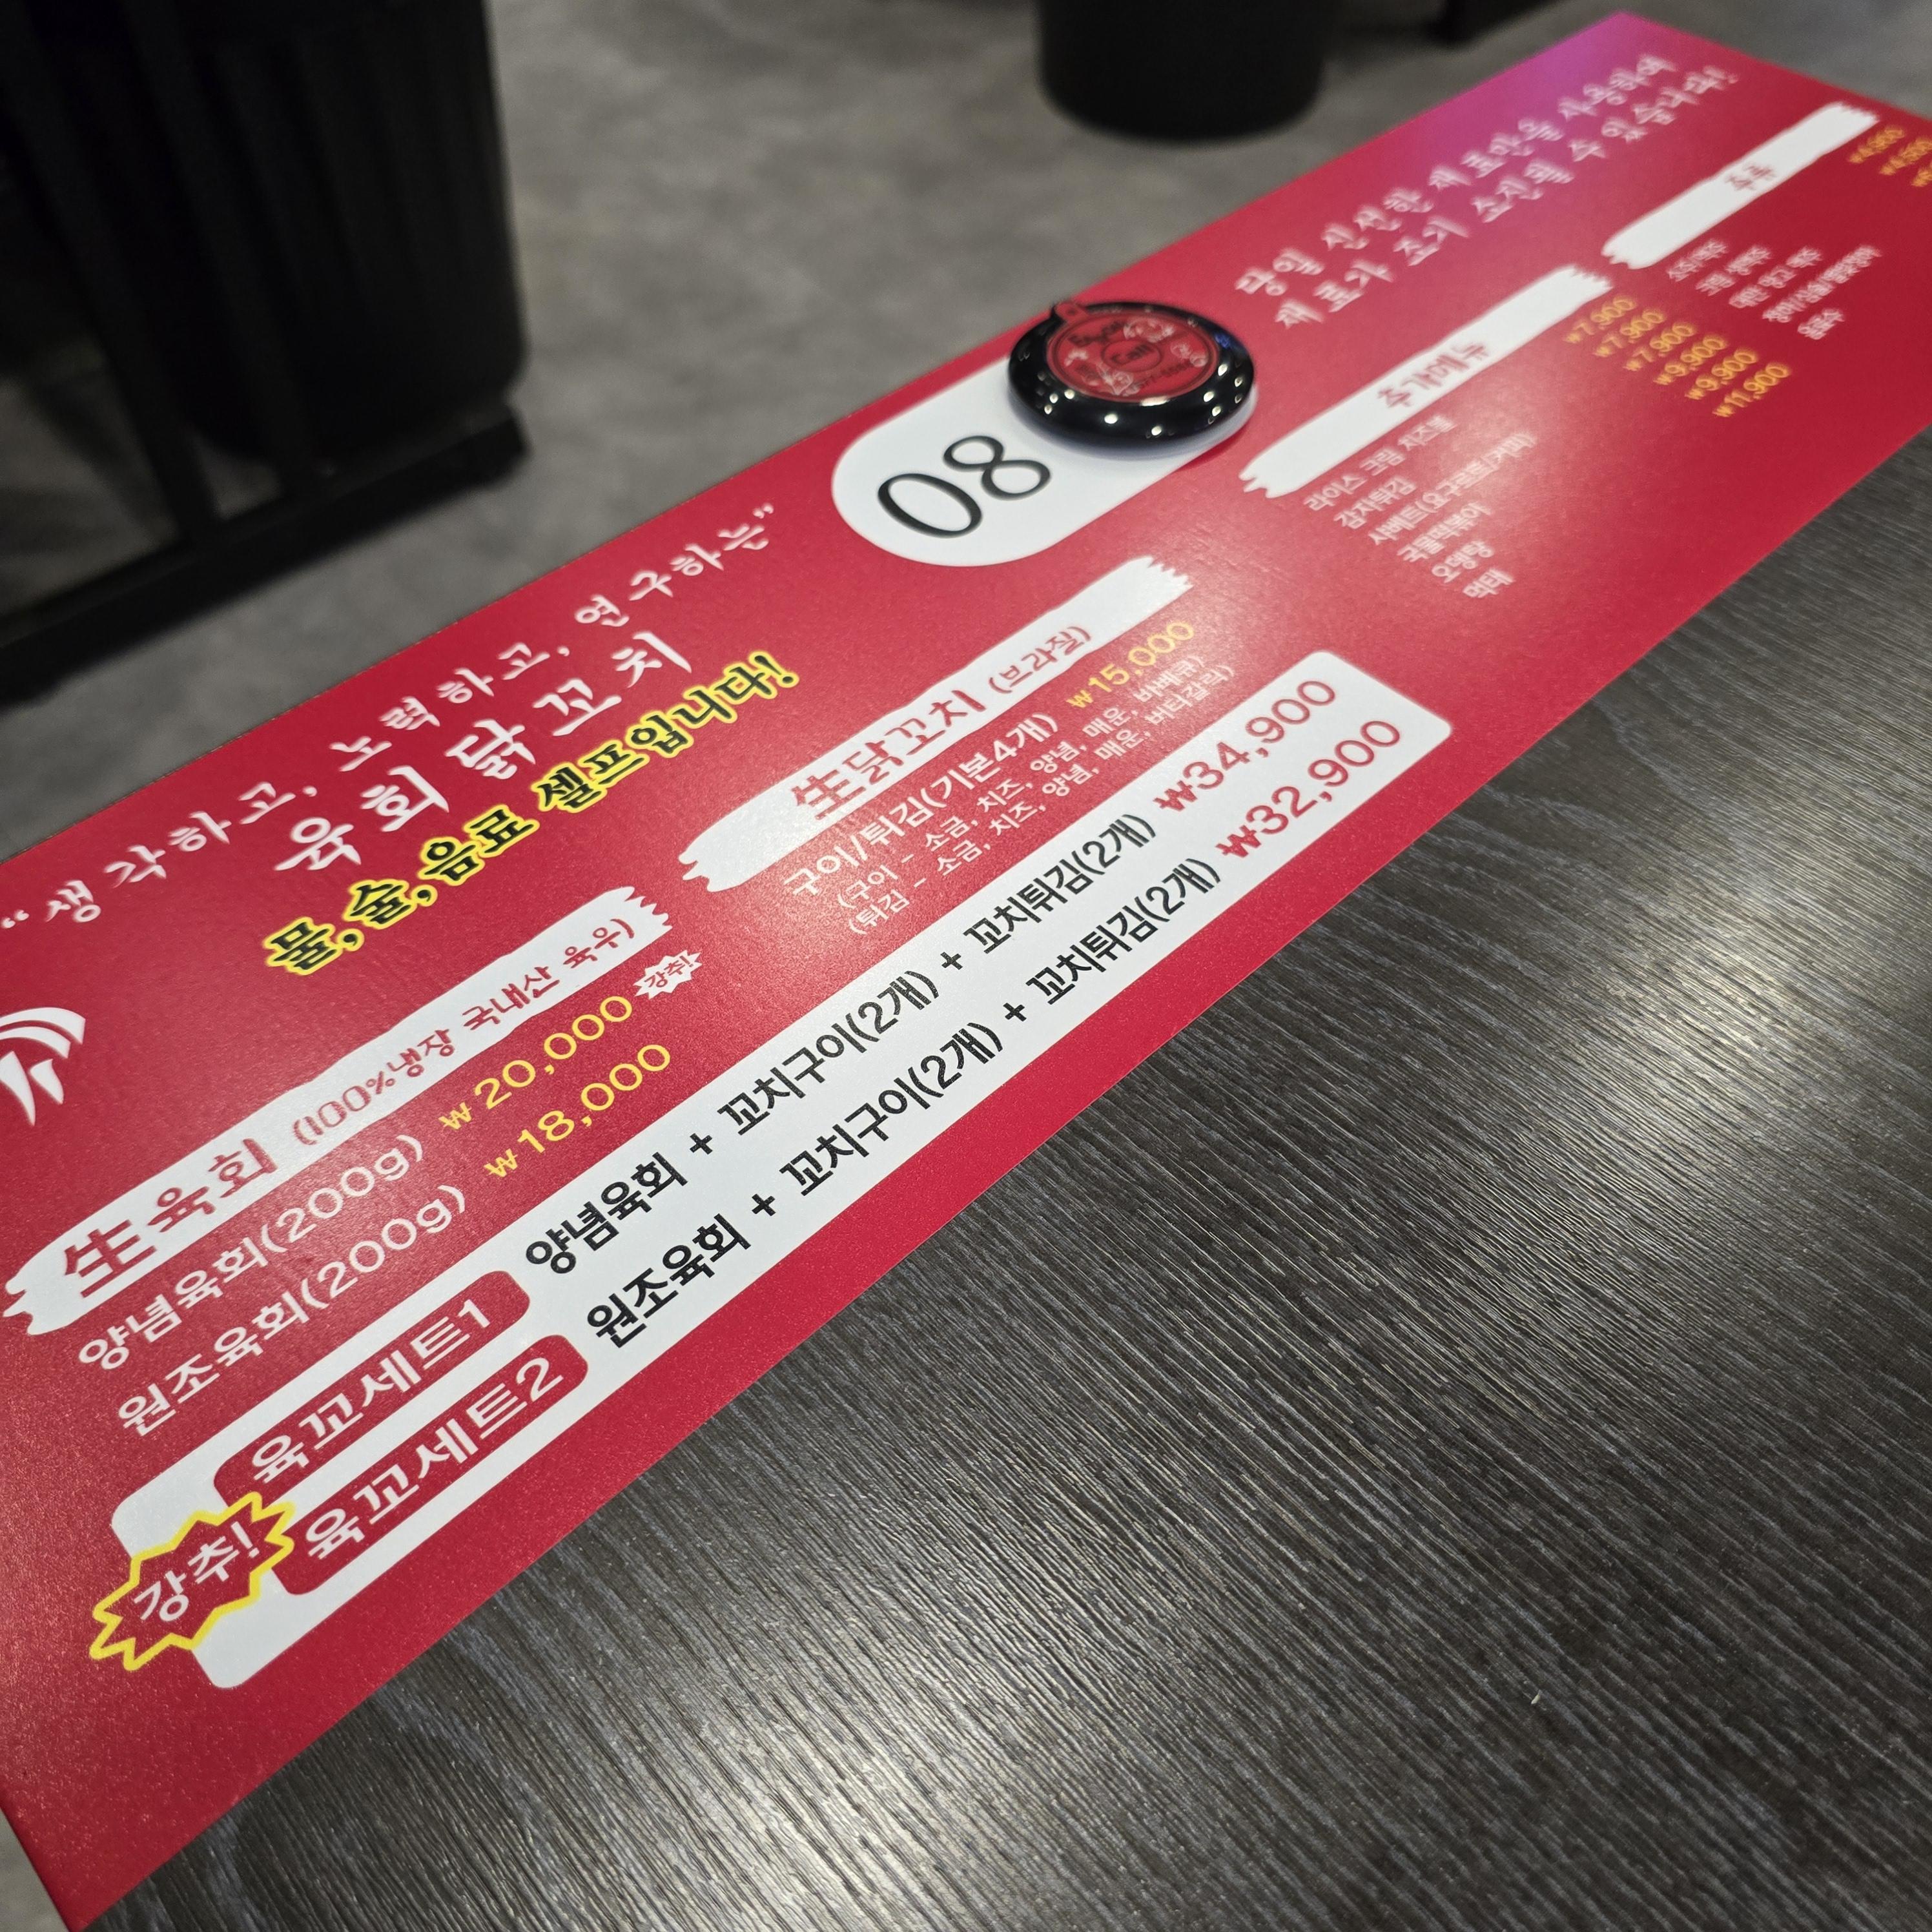 “생각하고, 노력하고, 연구하는”
육회닭꼬치
물,술,음료 셀프입니다!
生육회 (100%냉장 국내산 육우)
양념육회(200g) ₩20,000 강추!
원조육회(200g) ₩18,000
08
Call
生닭꼬치 (브라질)
구이/튀김(기본4개) ₩15,000
(구이 - 소금, 치즈, 양념, 매운, 바베큐)
(튀김 - 소금, 치즈, 양념, 매운, 버터갈릭)
강추!
육꼬세트1 양념육회 + 꼬치구이(2개) + 꼬치튀김(2개) ₩34,900
육꼬세트2 원조육회 + 꼬치구이(2개) + 꼬치튀김(2개) ₩32,900
당일 신선한 재료만을 사용하여
재료가 조기 소진될 수 있습니다!
추가메뉴
라이스 크림 치즈볼 ₩7,900
감자튀김 ₩7,900
샤베트(요구르트/커피) ₩7,900
국물떡볶이 ₩9,900
오뎅탕 ₩9,900
먹태 ₩11,900
주류